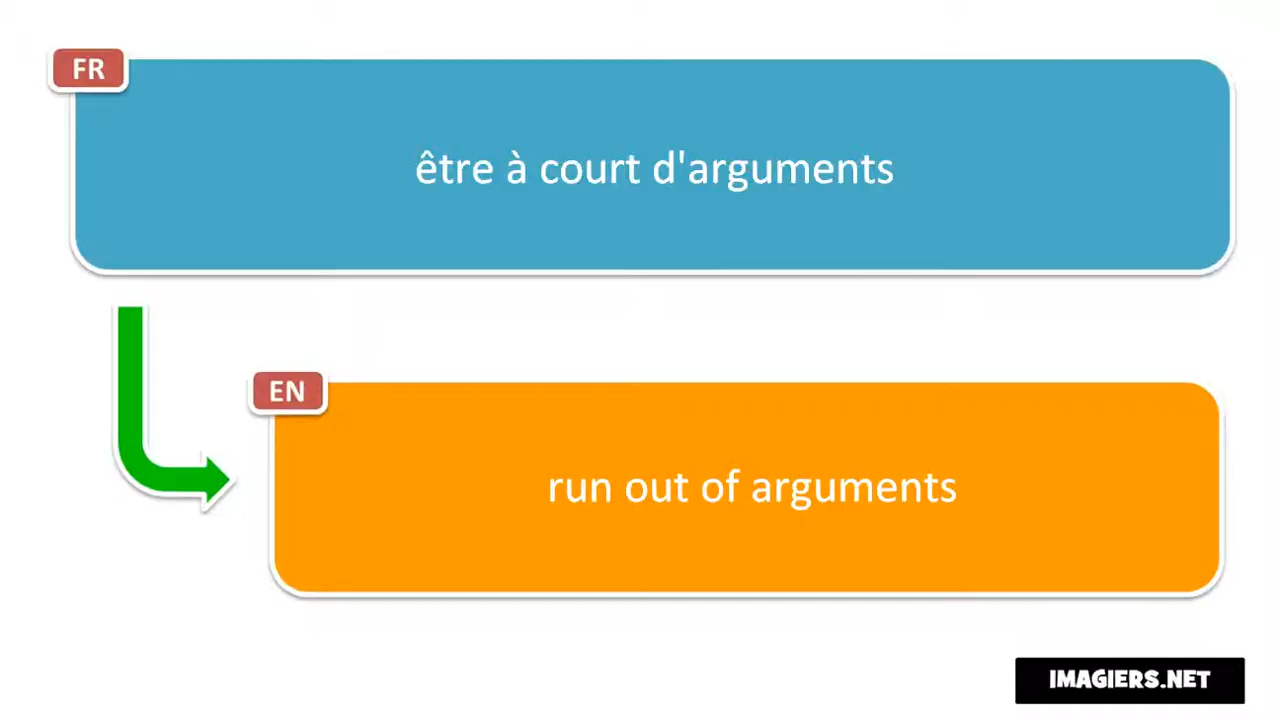 FR
être à court d'arguments
EN
run out of arguments
IMAGIERS.NET